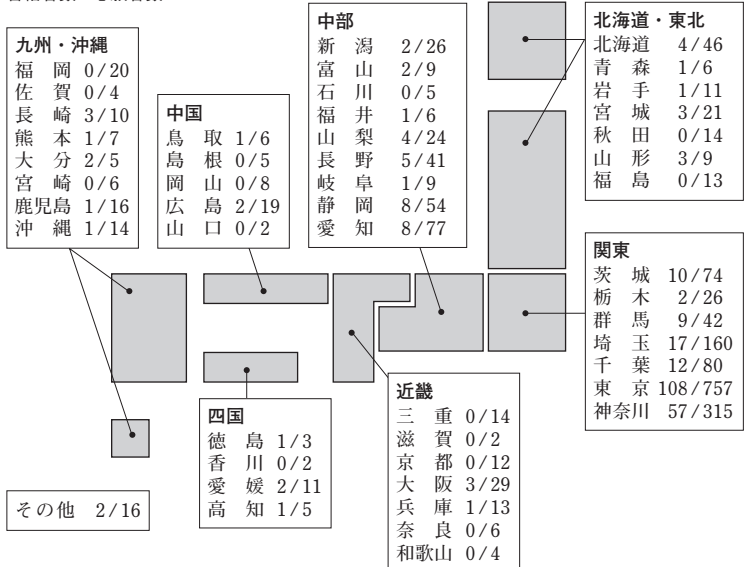 九州・沖縄
福岡 0/20
佐賀 0/4
長崎 3/10
熊本 1/7
大分 2/5
宮崎 0/6
鹿児島 1/16
沖縄 1/14
中国
鳥取 1/6
島根 0/5
岡山 0/8
広島 2/19
山口 0/2
中部
新潟 2/26
富山 2/9
石川 0/5
福井 1/6
山梨 4/24
長野 5/41
岐阜 1/9
静岡 8/54
愛知 8/77
北海道・東北
北海道 4/46
青森 1/6
岩手 1/11
宮城 3/21
秋田 0/14
山形 3/9
福島 0/13
関東
茨城 10/74
栃木 2/26
群馬 9/42
埼玉 17/160
千葉 12/80
東京 108/757
神奈川 57/315
四国
徳島 1/3
香川 0/2
愛媛 2/11
高知 1/5
近畿
三重 0/14
滋賀 0/2
京都 0/12
大阪 3/29
兵庫 1/13
奈良 0/6
和歌山 0/4
その他 2/16